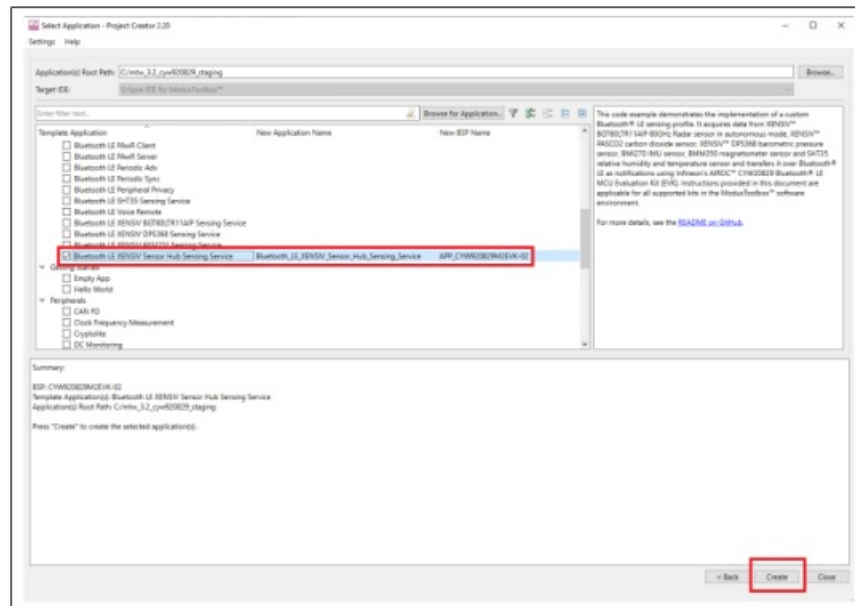 Select Application - Project Creator 2.20
Settings Help
Application(s) Root Path: C:/mtw_3.2_cyw920829_staging
Browse...
Target IDE: Eclipse IDE for ModusToolbox™
Enter filter text...
Browse for Application...
Template Application New Application Name New BSP Name
Bluetooth LE Periodic Adv
Bluetooth LE Periodic Sync
Bluetooth LE Peripheral Privacy
Bluetooth LE SHT35 Sensing Service
Bluetooth LE Voice Remote
Bluetooth LE XENSIV BGT60LTR11AIP Sensing Service
Bluetooth LE XENSIV DPS368 Sensing Service
Bluetooth LE XENSIV PASCO2 Sensing Service
Bluetooth LE XENSIV Sensor Hub Sensing Service Bluetooth_LE_XENSIV_Sensor_Hub_Sensing_Service APP_CYW920829M2EVK-02
Getting Started
Empty App
Hello World
Peripherals
CAN FD
Clock Frequency Measurement
Cryptolite
DC Monitoring
This code example demonstrates the implementation of a custom
Bluetooth® LE sensing profile. It acquires data from XENSIV™
BGT60LTR11AIP 60GHz Radar sensor in autonomous mode, XENSIV™
PASCO2 carbon dioxide sensor, XENSIV™ DPS368 barometric pressure
sensor, BMI270 IMU sensor, BMM350 magnetometer sensor and SHT35
relative humidity and temperature sensor and transfers it over Bluetooth®
LE as notifications using Infineon's AIROC™ CYW20829 Bluetooth® LE
MCU Evaluation Kit (EVK). Instructions provided in this document are
applicable for all supported kits in the ModusToolbox™ software
environment.
For more details, see the README on GitHub.
Summary:
BSP: CYW920829M2EVK-02
Template Application(s): Bluetooth LE XENSIV Sensor Hub Sensing Service
Application(s) Root Path: C:/mtw_3.2_cyw920829_staging
Press "Create" to create the selected application(s).
< Back Create Close